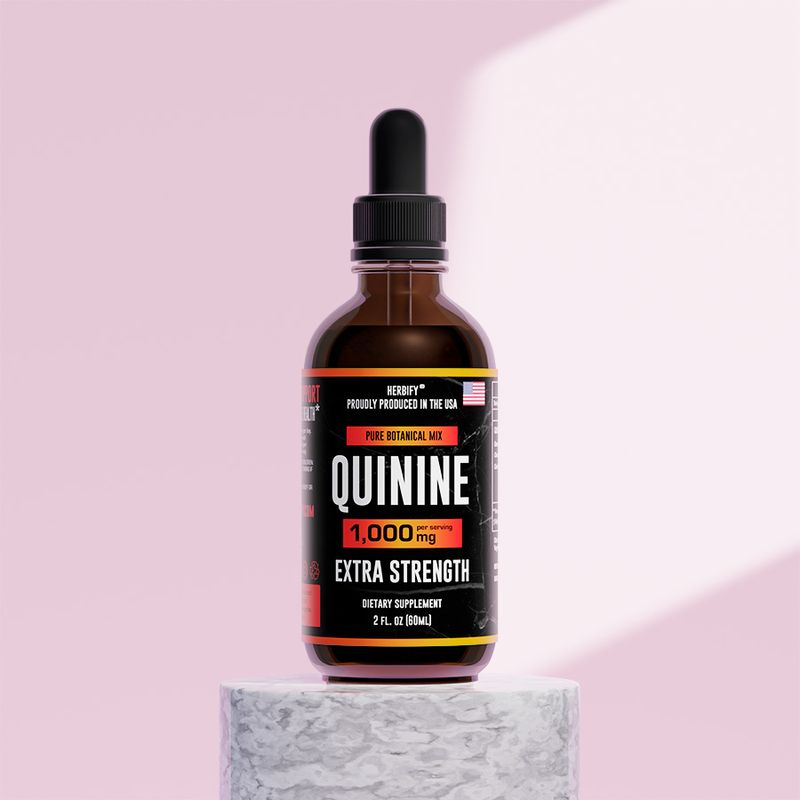 HERBIFY
PROUDLY PRODUCED IN THE USA
PURE BOTANICAL MIX
QUININE
1,000 per serving mg
EXTRA STRENGTH
DIETARY SUPPLEMENT
2 FL. OZ (60ML)